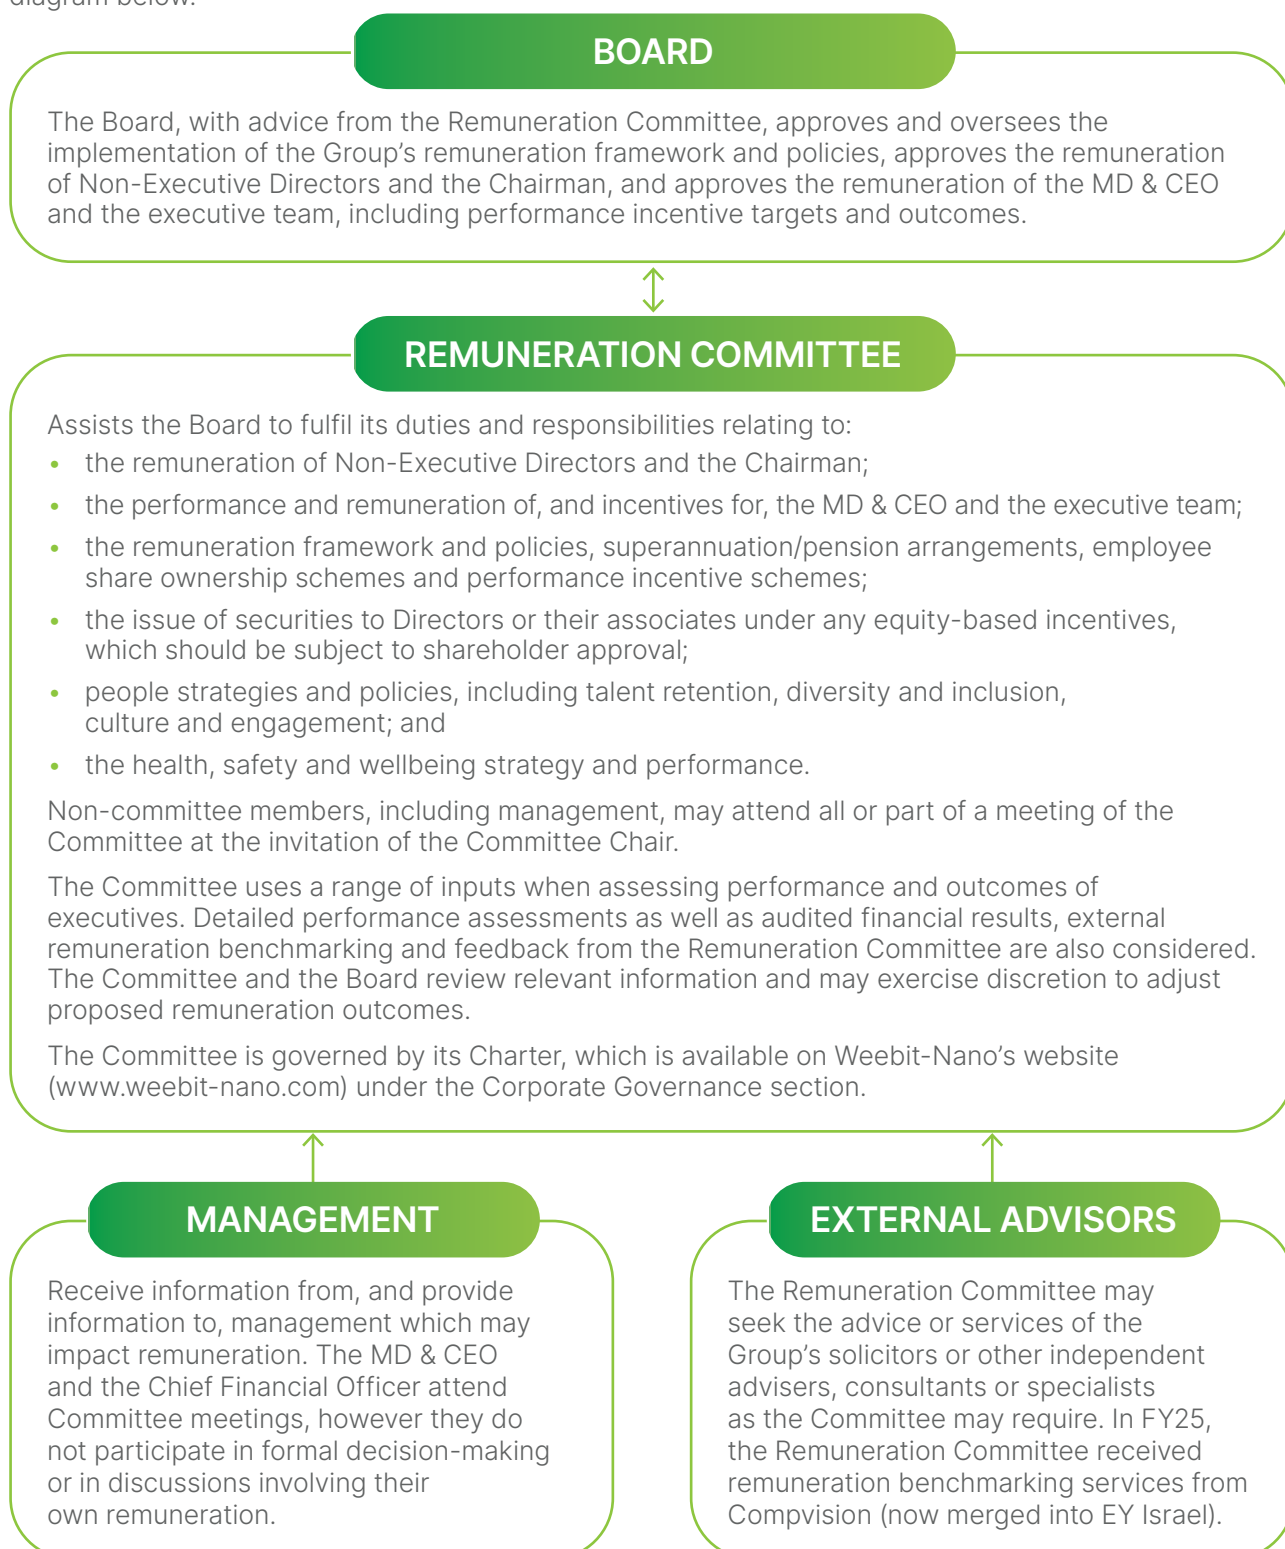 diagram below.
BOARD
The Board, with advice from the Remuneration Committee, approves and oversees the
implementation of the Group’s remuneration framework and policies, approves the remuneration
of Non-Executive Directors and the Chairman, and approves the remuneration of the MD & CEO
and the executive team, including performance incentive targets and outcomes.
REMUNERATION COMMITTEE
Assists the Board to fulfil its duties and responsibilities relating to:
• the remuneration of Non-Executive Directors and the Chairman;
• the performance and remuneration of, and incentives for, the MD & CEO and the executive team;
• the remuneration framework and policies, superannuation/pension arrangements, employee
share ownership schemes and performance incentive schemes;
• the issue of securities to Directors or their associates under any equity-based incentives,
which should be subject to shareholder approval;
• people strategies and policies, including talent retention, diversity and inclusion,
culture and engagement; and
• the health, safety and wellbeing strategy and performance.
Non-committee members, including management, may attend all or part of a meeting of the
Committee at the invitation of the Committee Chair.
The Committee uses a range of inputs when assessing performance and outcomes of
executives. Detailed performance assessments as well as audited financial results, external
remuneration benchmarking and feedback from the Remuneration Committee are also considered.
The Committee and the Board review relevant information and may exercise discretion to adjust
proposed remuneration outcomes.
The Committee is governed by its Charter, which is available on Weebit-Nano’s website
(www.weebit-nano.com) under the Corporate Governance section.
MANAGEMENT
Receive information from, and provide
information to, management which may
impact remuneration. The MD & CEO
and the Chief Financial Officer attend
Committee meetings, however they do
not participate in formal decision-making
or in discussions involving their
own remuneration.
EXTERNAL ADVISORS
The Remuneration Committee may
seek the advice or services of the
Group’s solicitors or other independent
advisers, consultants or specialists
as the Committee may require. In FY25,
the Remuneration Committee received
remuneration benchmarking services from
Compvision (now merged into EY Israel).